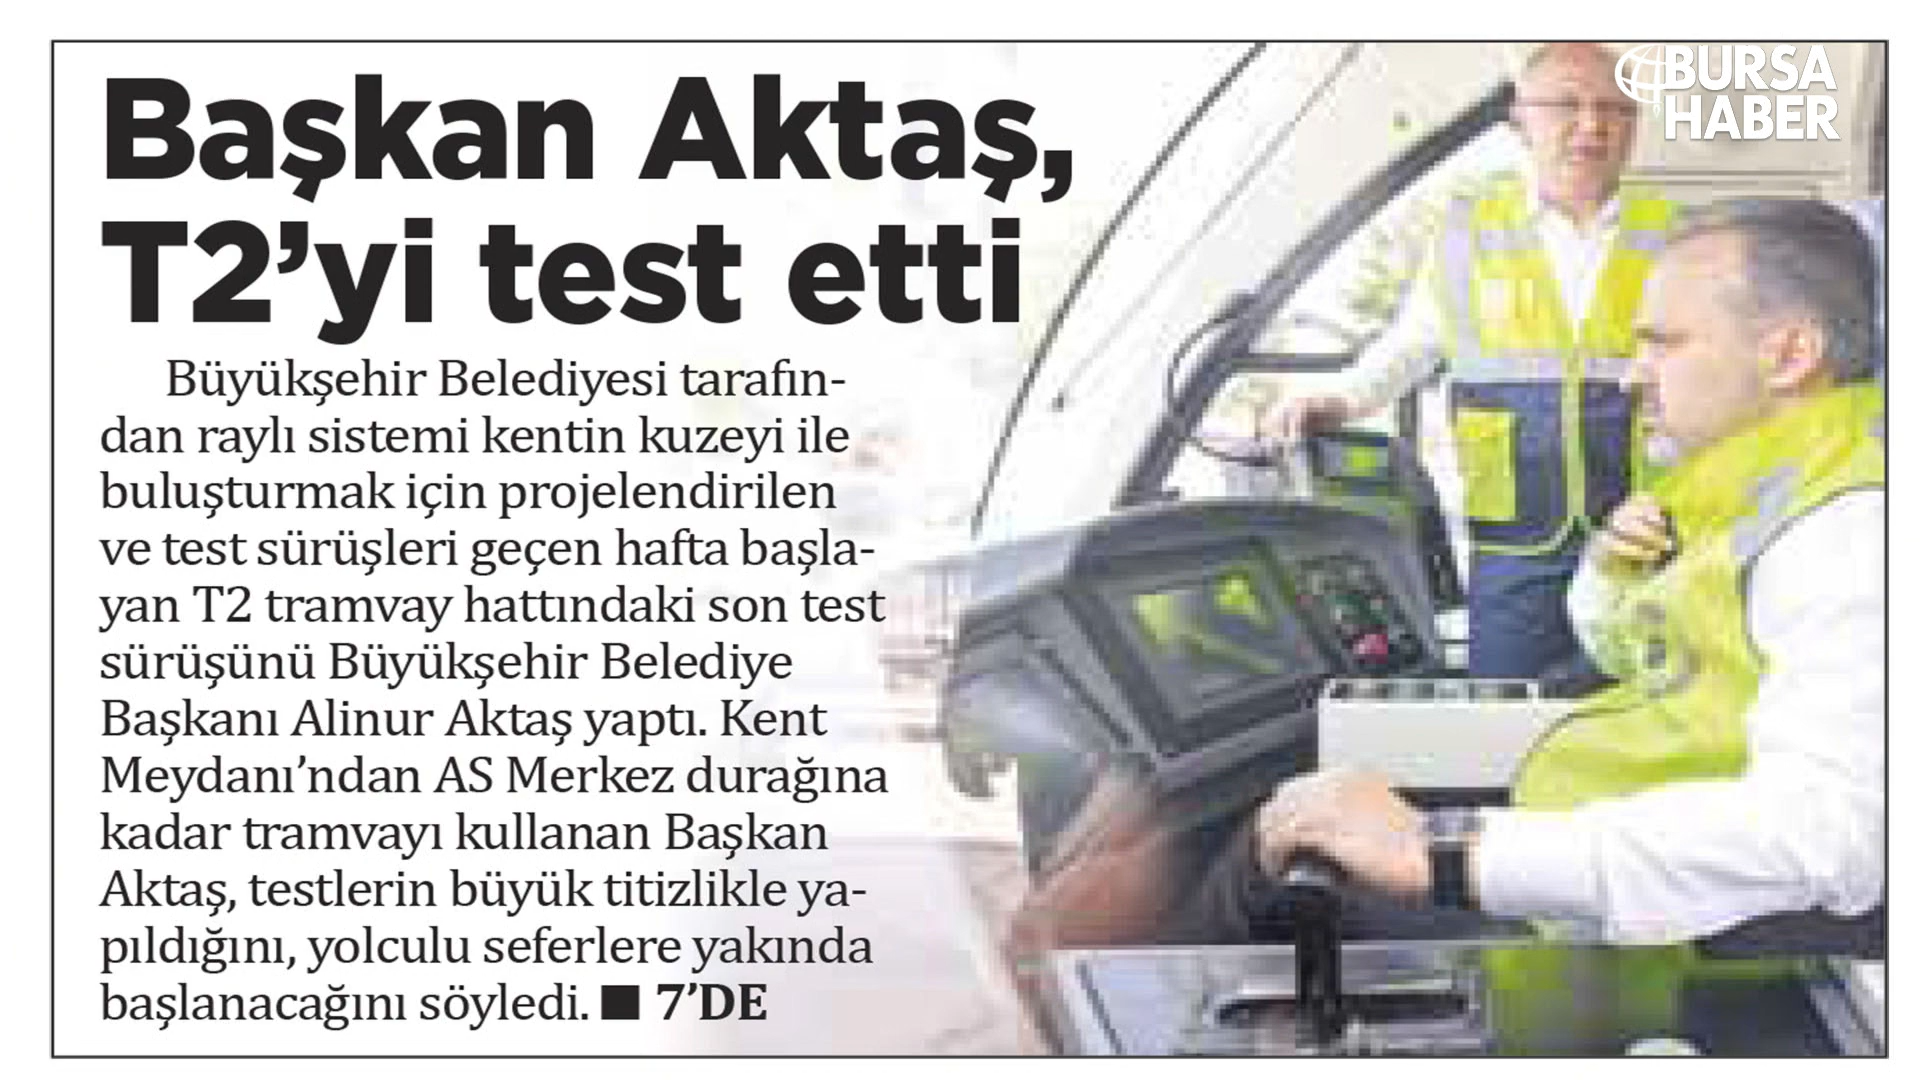 Başkan Aktaş,
T2’yi test etti
Büyükşehir Belediyesi tarafın-
dan raylı sistemi kentin kuzeyi ile
buluşturmak için projelendirilen
ve test sürüşleri geçen hafta başla-
yan T2 tramvay hattındaki son test
sürüşünü Büyükşehir Belediye
Başkanı Alinur Aktaş yaptı. Kent
Meydanı’ndan AS Merkez durağına
kadar tramvayı kullanan Başkan
Aktaş, testlerin büyük titizlikle ya-
pıldığını, yolculu seferlere yakında
başlanacağını söyledi. ■ 7’DE
BURSA
HABER